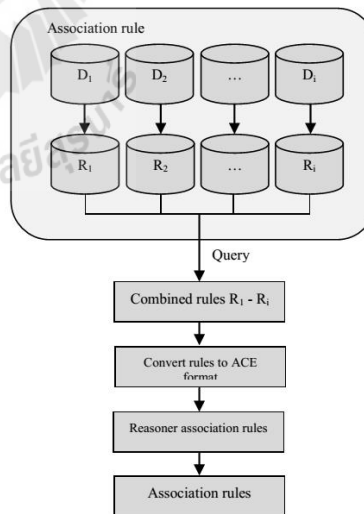 Association rule
D1 D2 ... Di
R1 R2 ... Ri
Query
Combined rules R1 - Ri
Convert rules to ACE
format
Reasoner association rules
Association rules